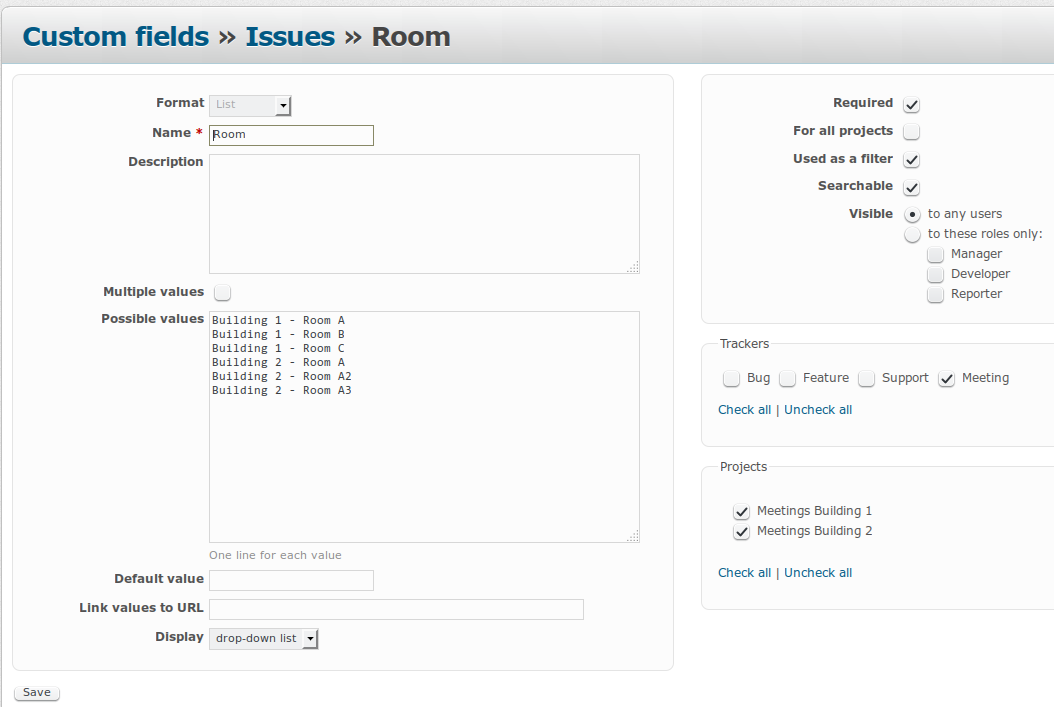 Custom fields » Issues » Room
Format List
Name * Room
Description
Multiple values
Possible values
Building 1 - Room A
Building 1 - Room B
Building 1 - Room C
Building 2 - Room A
Building 2 - Room A2
Building 2 - Room A3
One line for each value
Default value
Link values to URL
Display drop-down list
Save
Required
For all projects
Used as a filter
Searchable
Visible to any users
to these roles only:
Manager
Developer
Reporter
Trackers
Bug Feature Support Meeting
Check all | Uncheck all
Projects
Meetings Building 1
Meetings Building 2
Check all | Uncheck all